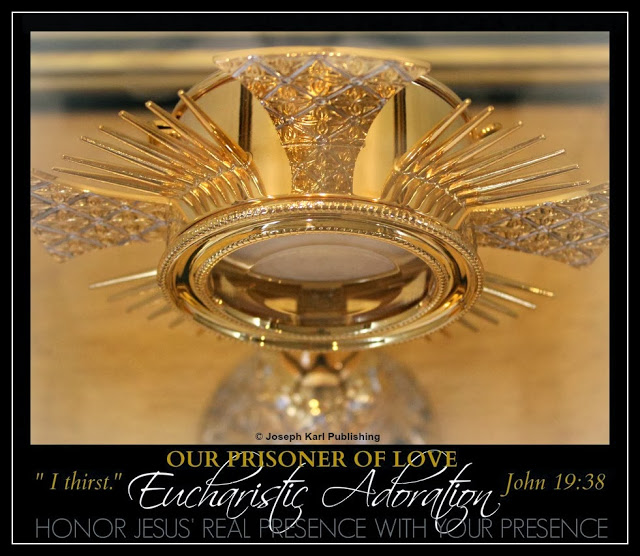 © Joseph Karl Publishing
OUR PRISONER OF LOVE
" I thirst." Eucharistic Adoration John 19:38
HONOR JESUS' REAL PRESENCE WITH YOUR PRESENCE